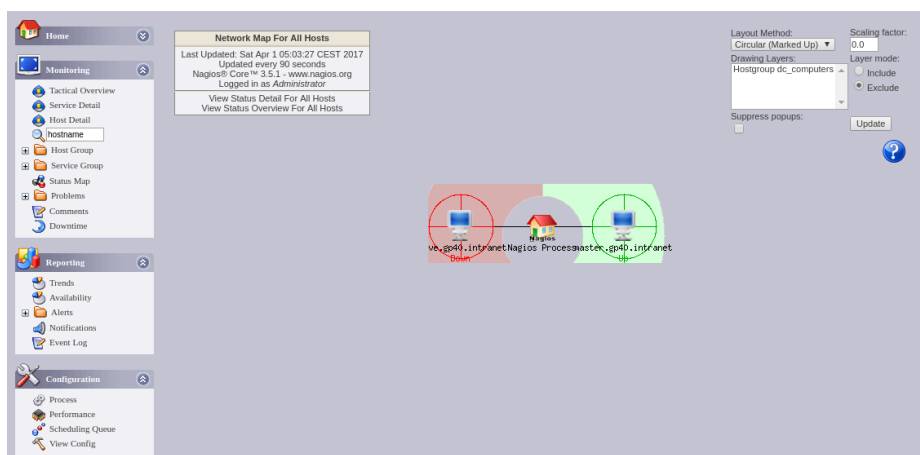 Home
Monitoring
Tactical Overview
Service Detail
Host Detail
hostname
Host Group
Service Group
Status Map
Problems
Comments
Downtime
Reporting
Trends
Availability
Alerts
Notifications
Event Log
Configuration
Process
Performance
Scheduling Queue
View Config
Network Map For All Hosts
Last Updated: Sat Apr 1 05:03:27 CEST 2017
Updated every 90 seconds
Nagios® Core™ 3.5.1 - www.nagios.org
Logged in as Administrator
View Status Detail For All Hosts
View Status Overview For All Hosts
Layout Method:
Circular (Marked Up)
Scaling factor:
0.0
Drawing Layers:
Hostgroup dc_computers
Layer mode:
Include
Exclude
Suppress popups:
Update
?
Nagios
ve.gp40.intranet
Nagios Process
master.gp40.intranet
Down
Up